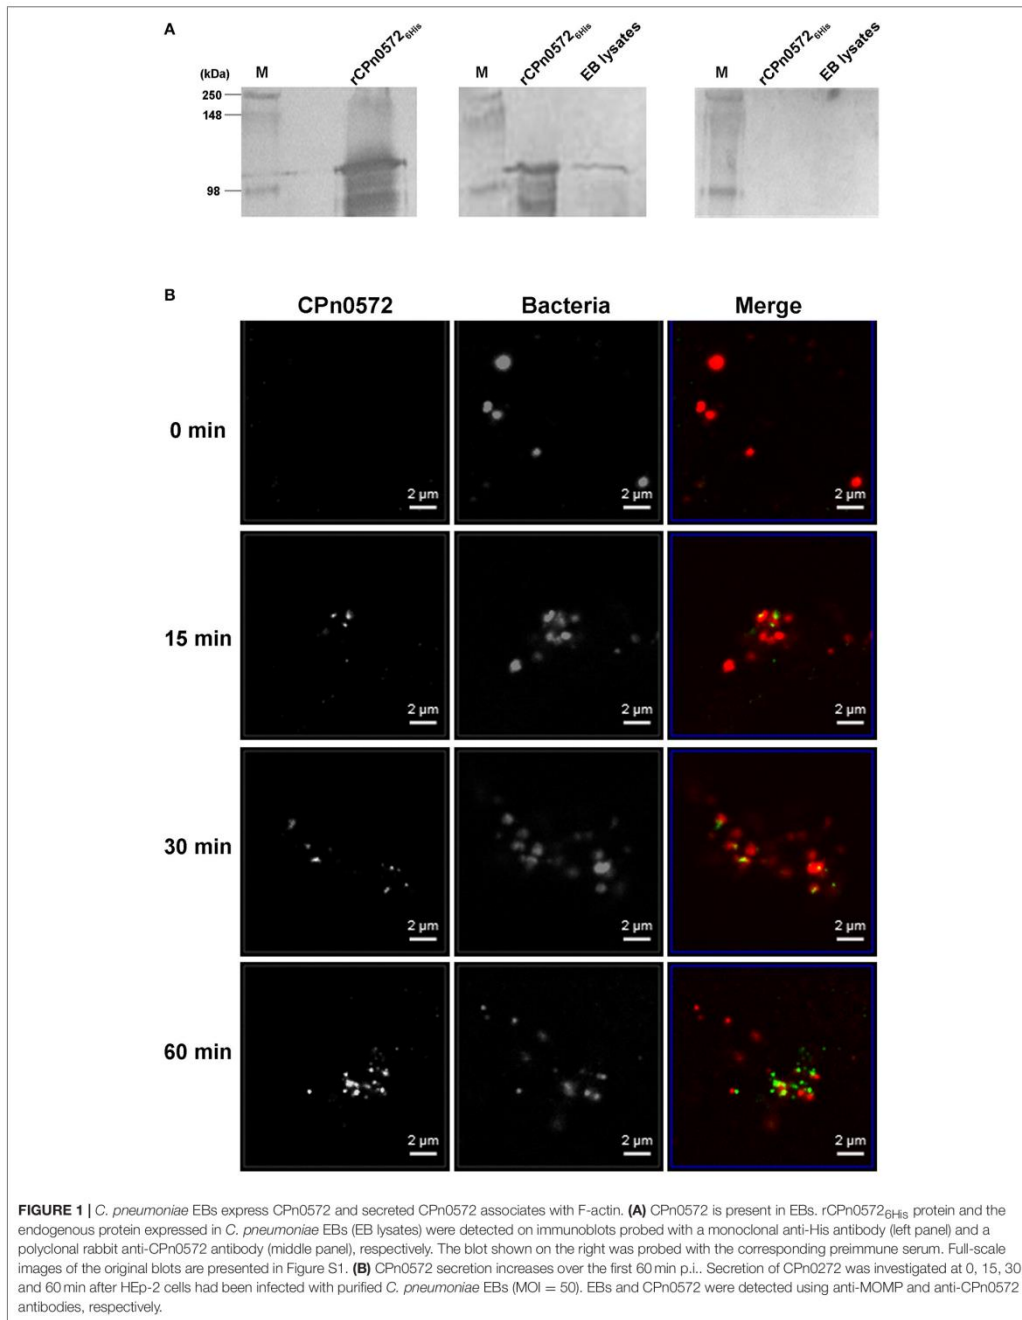 A
(kDa) M rCPn05726His
250
148
98
M rCPn05726His EB lysates
M rCPn05726His EB lysates
B
CPn0572 Bacteria Merge
0 min
2 µm 2 µm 2 µm
15 min
2 µm 2 µm 2 µm
30 min
2 µm 2 µm 2 µm
60 min
2 µm 2 µm 2 µm
FIGURE 1 | C. pneumoniae EBs express CPn0572 and secreted CPn0572 associates with F-actin. (A) CPn0572 is present in EBs. rCPn05726His protein and the
endogenous protein expressed in C. pneumoniae EBs (EB lysates) were detected on immunoblots probed with a monoclonal anti-His antibody (left panel) and a
polyclonal rabbit anti-CPn0572 antibody (middle panel), respectively. The blot shown on the right was probed with the corresponding preimmune serum. Full-scale
images of the original blots are presented in Figure S1. (B) CPn0572 secretion increases over the first 60 min p.i.. Secretion of CPn0272 was investigated at 0, 15, 30
and 60 min after HEp-2 cells had been infected with purified C. pneumoniae EBs (MOI = 50). EBs and CPn0572 were detected using anti-MOMP and anti-CPn0572
antibodies, respectively.